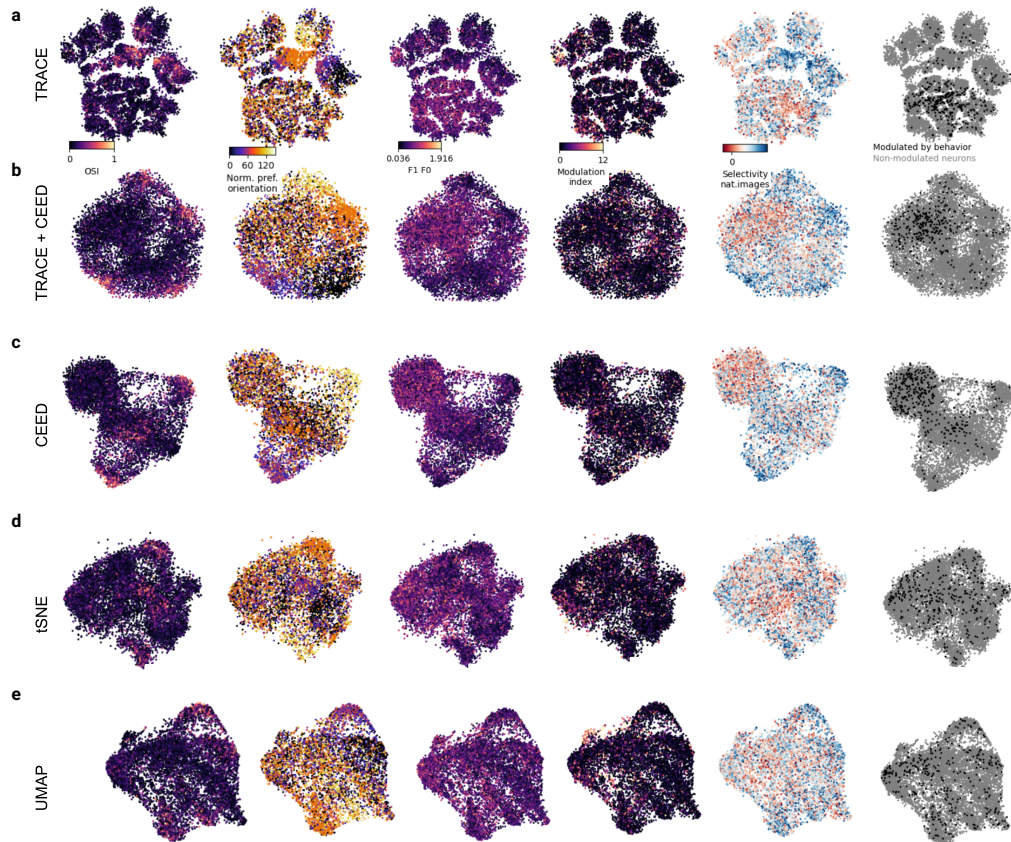 a
TRACE
0 1
OSI
0 60 120
Norm. pref.
orientation
0.036 1.916
F1 F0
0 12
Modulation
index
0
Selectivity
nat.images
Modulated by behavior
Non-modulated neurons
b
TRACE + CEED
c
CEED
d
tSNE
e
UMAP